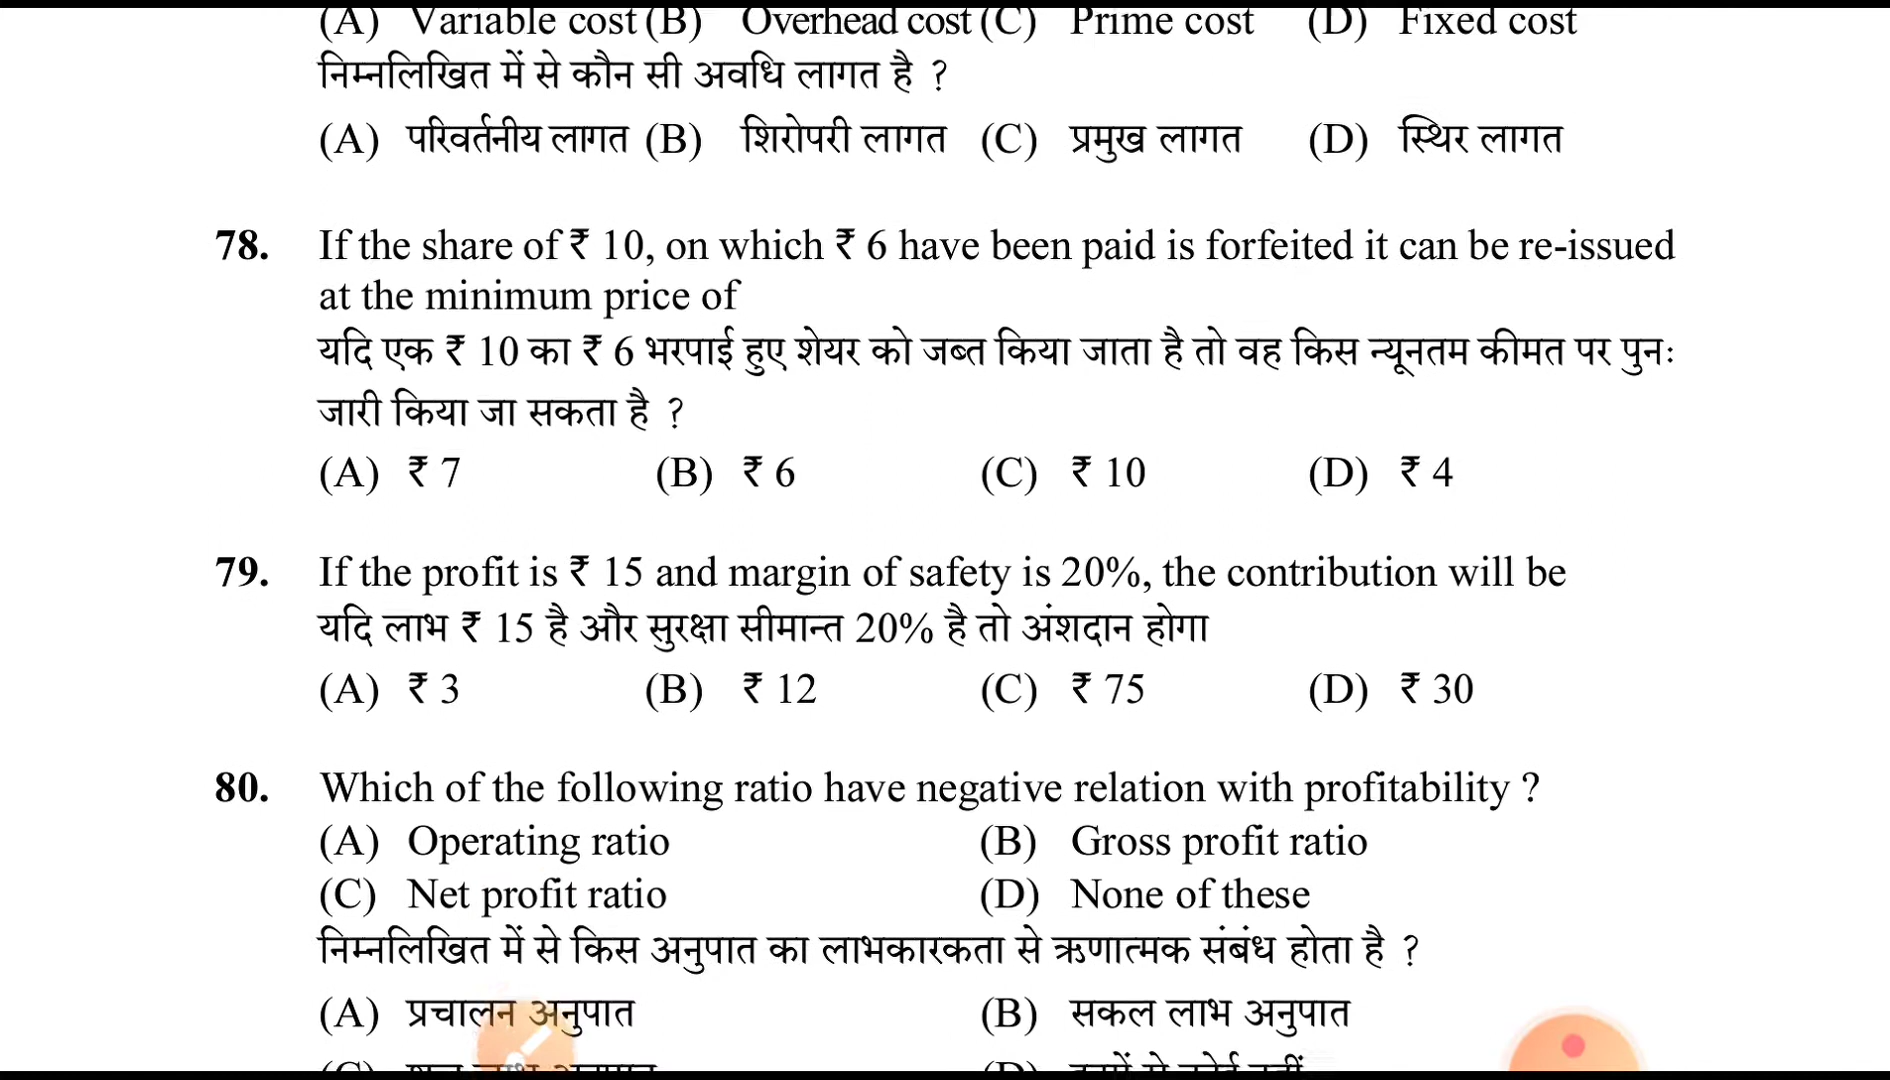 (A) Variable cost (B) Overhead cost (C) Prime cost (D) Fixed cost
निम्नलिखित में से कौन सी अवधि लागत है ?
(A) परिवर्तनीय लागत (B) शिरोपरी लागत (C) प्रमुख लागत (D) स्थिर लागत
78. If the share of ₹ 10, on which ₹ 6 have been paid is forfeited it can be re-issued
at the minimum price of
यदि एक ₹ 10 का ₹ 6 भरपाई हुए शेयर को जब्त किया जाता है तो वह किस न्यूनतम कीमत पर पुनः
जारी किया जा सकता है ?
(A) ₹ 7 (B) ₹ 6 (C) ₹ 10 (D) ₹ 4
79. If the profit is ₹ 15 and margin of safety is 20%, the contribution will be
यदि लाभ ₹ 15 है और सुरक्षा सीमान्त 20% है तो अंशदान होगा
(A) ₹ 3 (B) ₹ 12 (C) ₹ 75 (D) ₹ 30
80. Which of the following ratio have negative relation with profitability ?
(A) Operating ratio (B) Gross profit ratio
(C) Net profit ratio (D) None of these
निम्नलिखित में से किस अनुपात का लाभकारकता से ऋणात्मक संबंध होता है ?
(A) प्रचालन अनुपात (B) सकल लाभ अनुपात